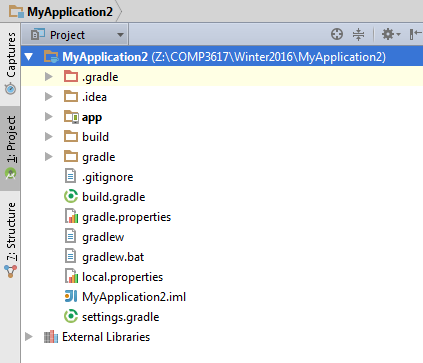 MyApplication2
Project
MyApplication2 (Z:\COMP3617\Winter2016\MyApplication2)
.gradle
.idea
app
build
gradle
.gitignore
build.gradle
gradle.properties
gradlew
gradlew.bat
local.properties
MyApplication2.iml
settings.gradle
External Libraries
Captures
1: Project
7: Structure